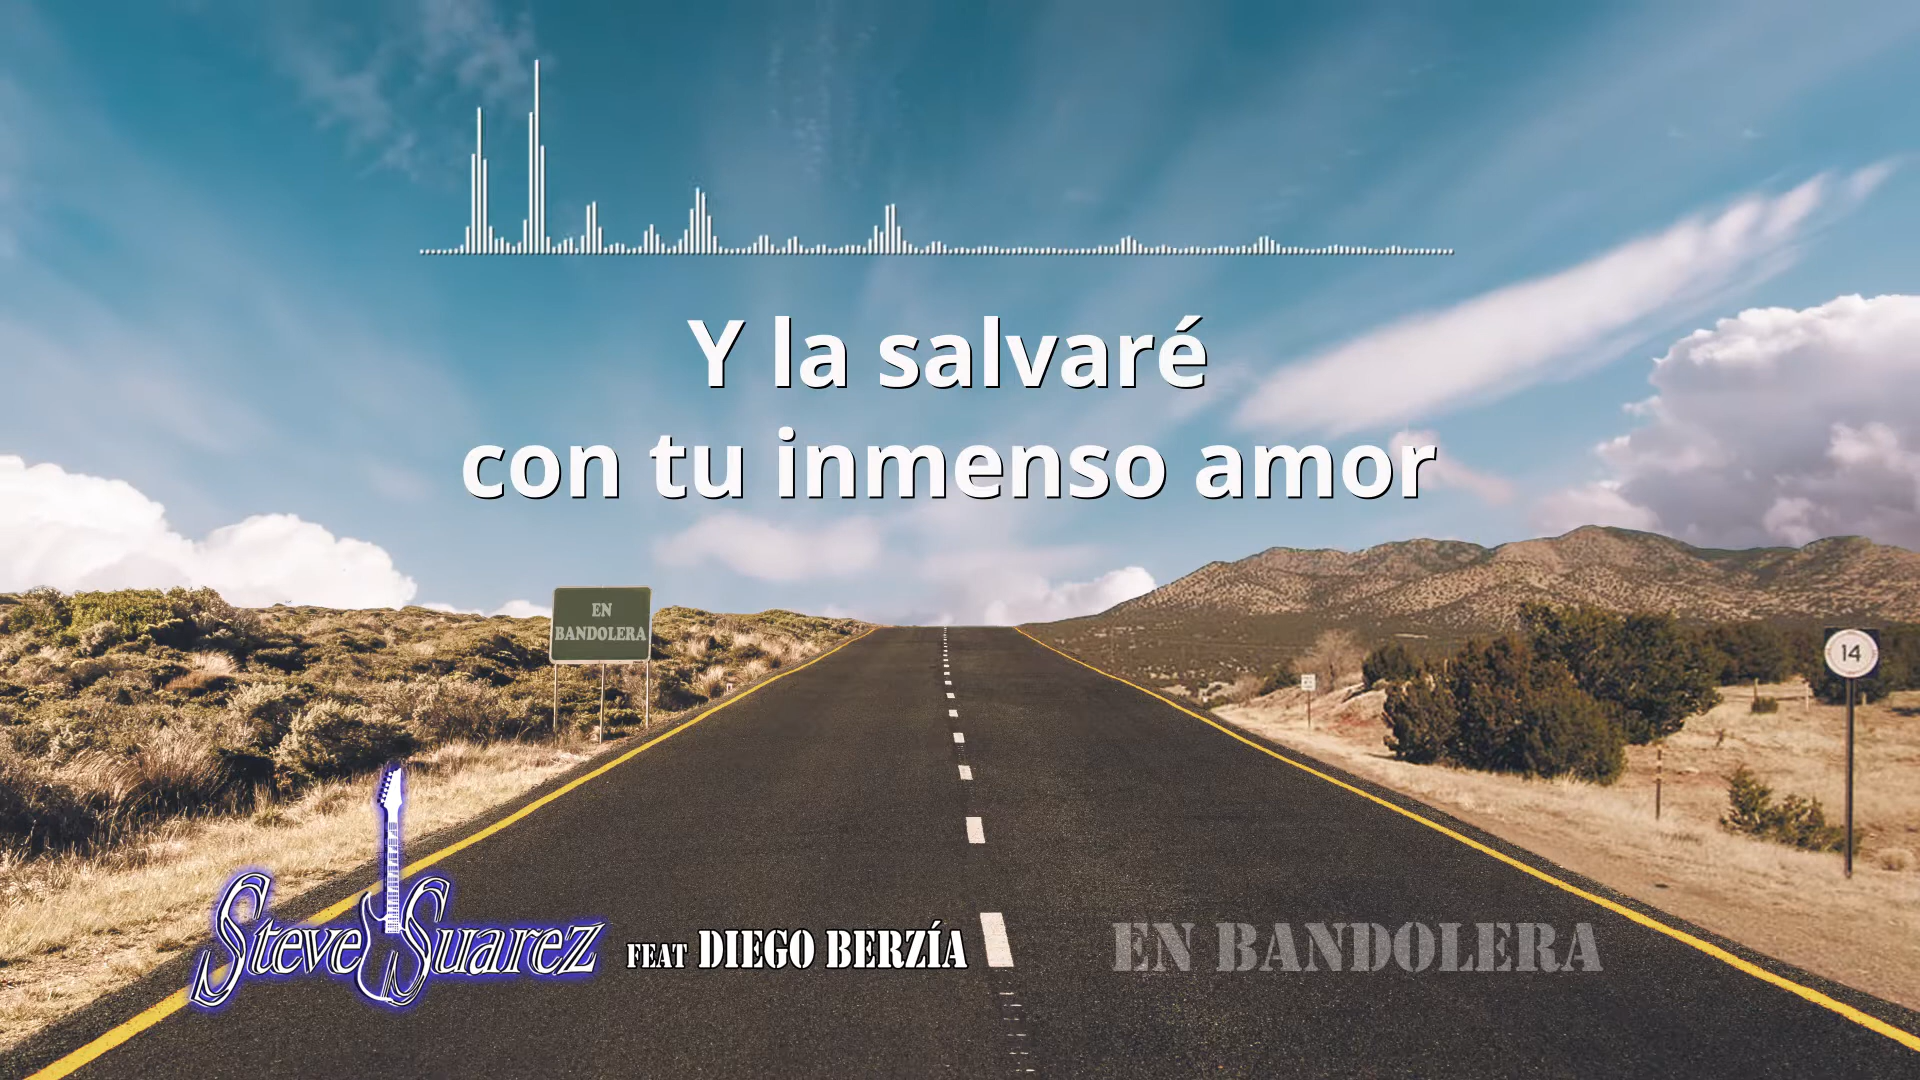 Y la salvaré
con tu inmenso amor
EN
BANDOLERA
14
Steve Suarez FEAT DIEGO BERZÍA
EN BANDOLERA